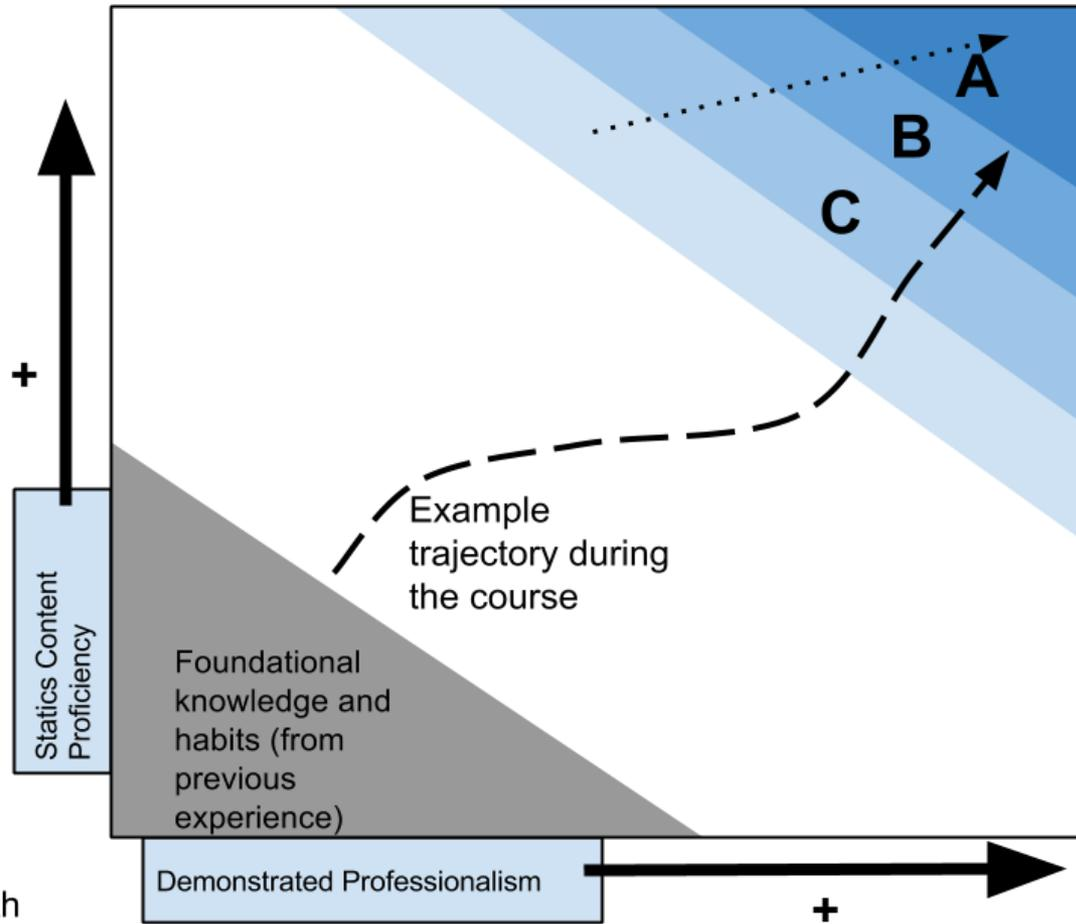 A
B
C
+
Example
trajectory during
the course
Statics Content
Proficiency
Foundational
knowledge and
habits (from
previous
experience)
Demonstrated Professionalism
+